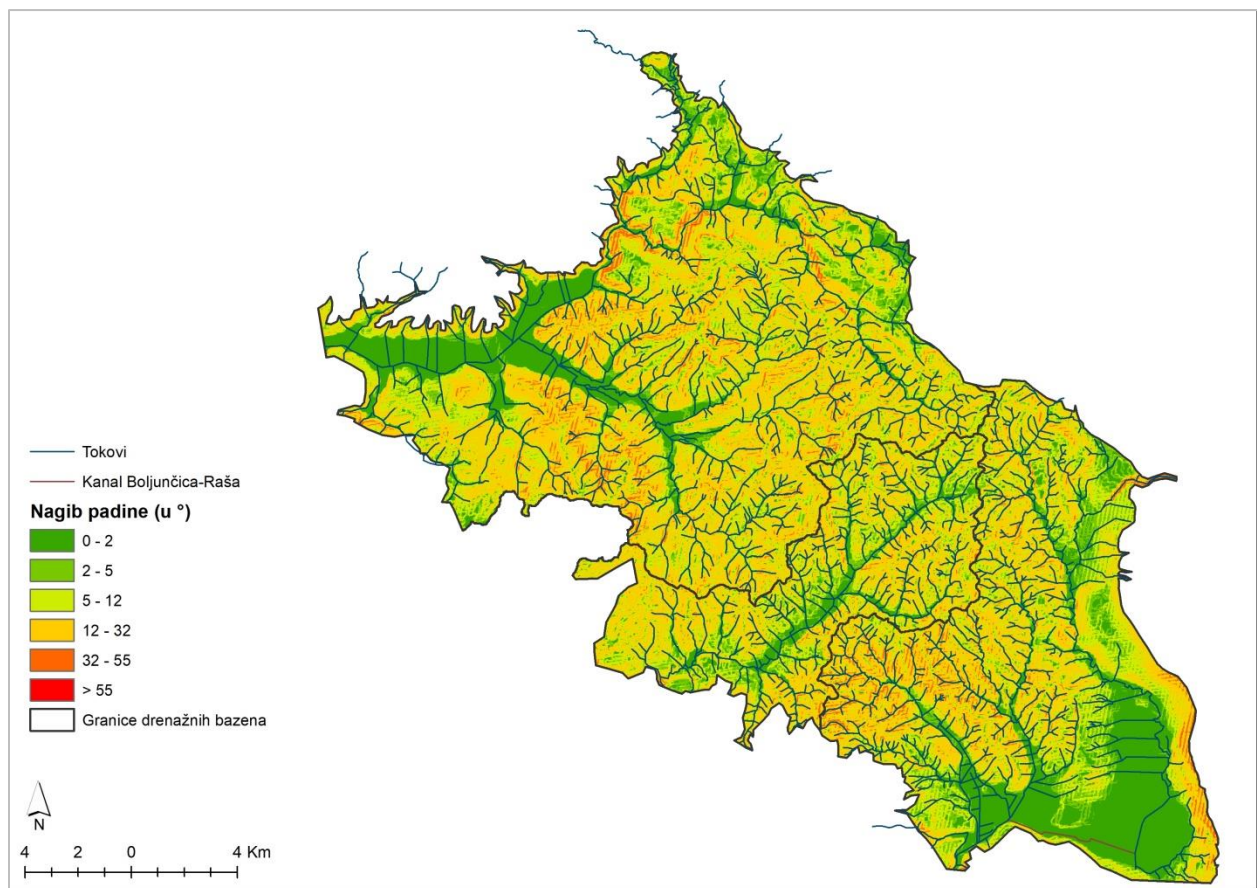 Tokovi
Kanal Boljunčica-Raša
Nagib padine (u °)
0 - 2
2 - 5
5 - 12
12 - 32
32 - 55
> 55
Granice drenažnih bazena
N
4 2 0 4 Km